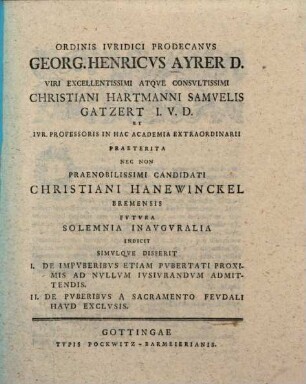 ORDINIS IVRIDICI PRODECANVS
GEORG. HENRICVS AYRER D.
VIRI EXCELLENTISSIMI ATQVE CONSVLTISSIMI
CHRISTIANI HARTMANNI SAMVELIS
GATZERT I. V. D.
ET
IVR. PROFESSORIS IN HAC ACADEMIA EXTRAORDINARII
PRAETERITA
NEC NON
PRAENOBILISSIMI CANDIDATI
CHRISTIANI HANEWINCKEL
BREMENSIS
FVTVRA
SOLEMNIA INAVGVRALIA
INDICIT
SIMVLQVE DISSERIT
I. DE IMPVBERIBVS ETIAM PVBERTATI PROXI-
MIS AD NVLLVM IVSIVRANDVM ADMIT-
TENDIS.
II. DE PVBERIBVS A SACRAMENTO FEVDALI
HAVD EXCLVSIS.
GOTTINGAE
TYPIS POCKWITZ-BARMEIERIANIS.